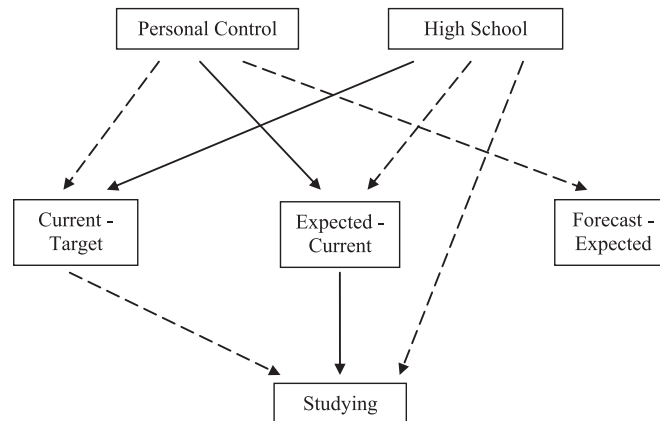 Personal Control
High School
Current -
Target
Expected -
Current
Forecast -
Expected
Studying